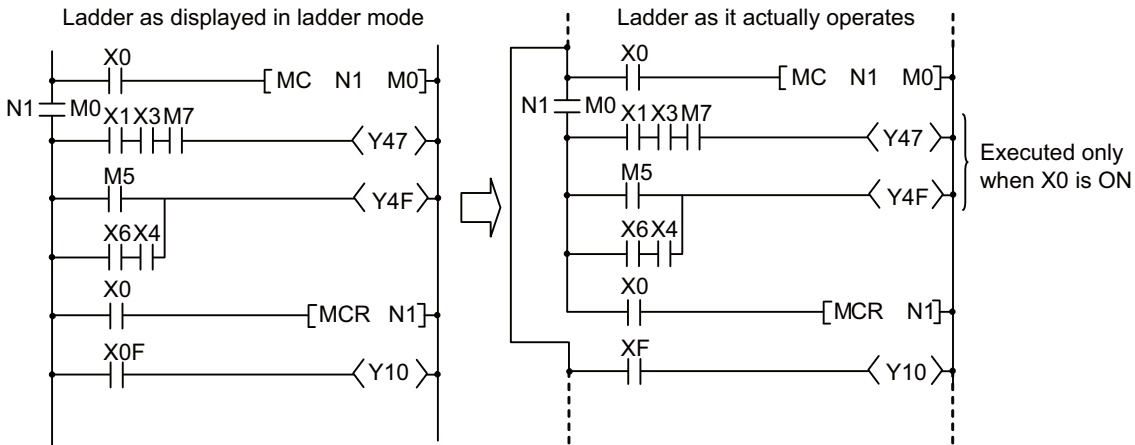 Ladder as displayed in ladder mode
X0
MC N1 M0
N1 M0 X1 X3 M7
Y47
M5
Y4F
X6 X4
X0
MCR N1
X0F
Y10
Ladder as it actually operates
X0
MC N1 M0
N1 M0 X1 X3 M7
Y47
M5
Y4F
X6 X4
X0
MCR N1
XF
Y10
Executed only
when X0 is ON